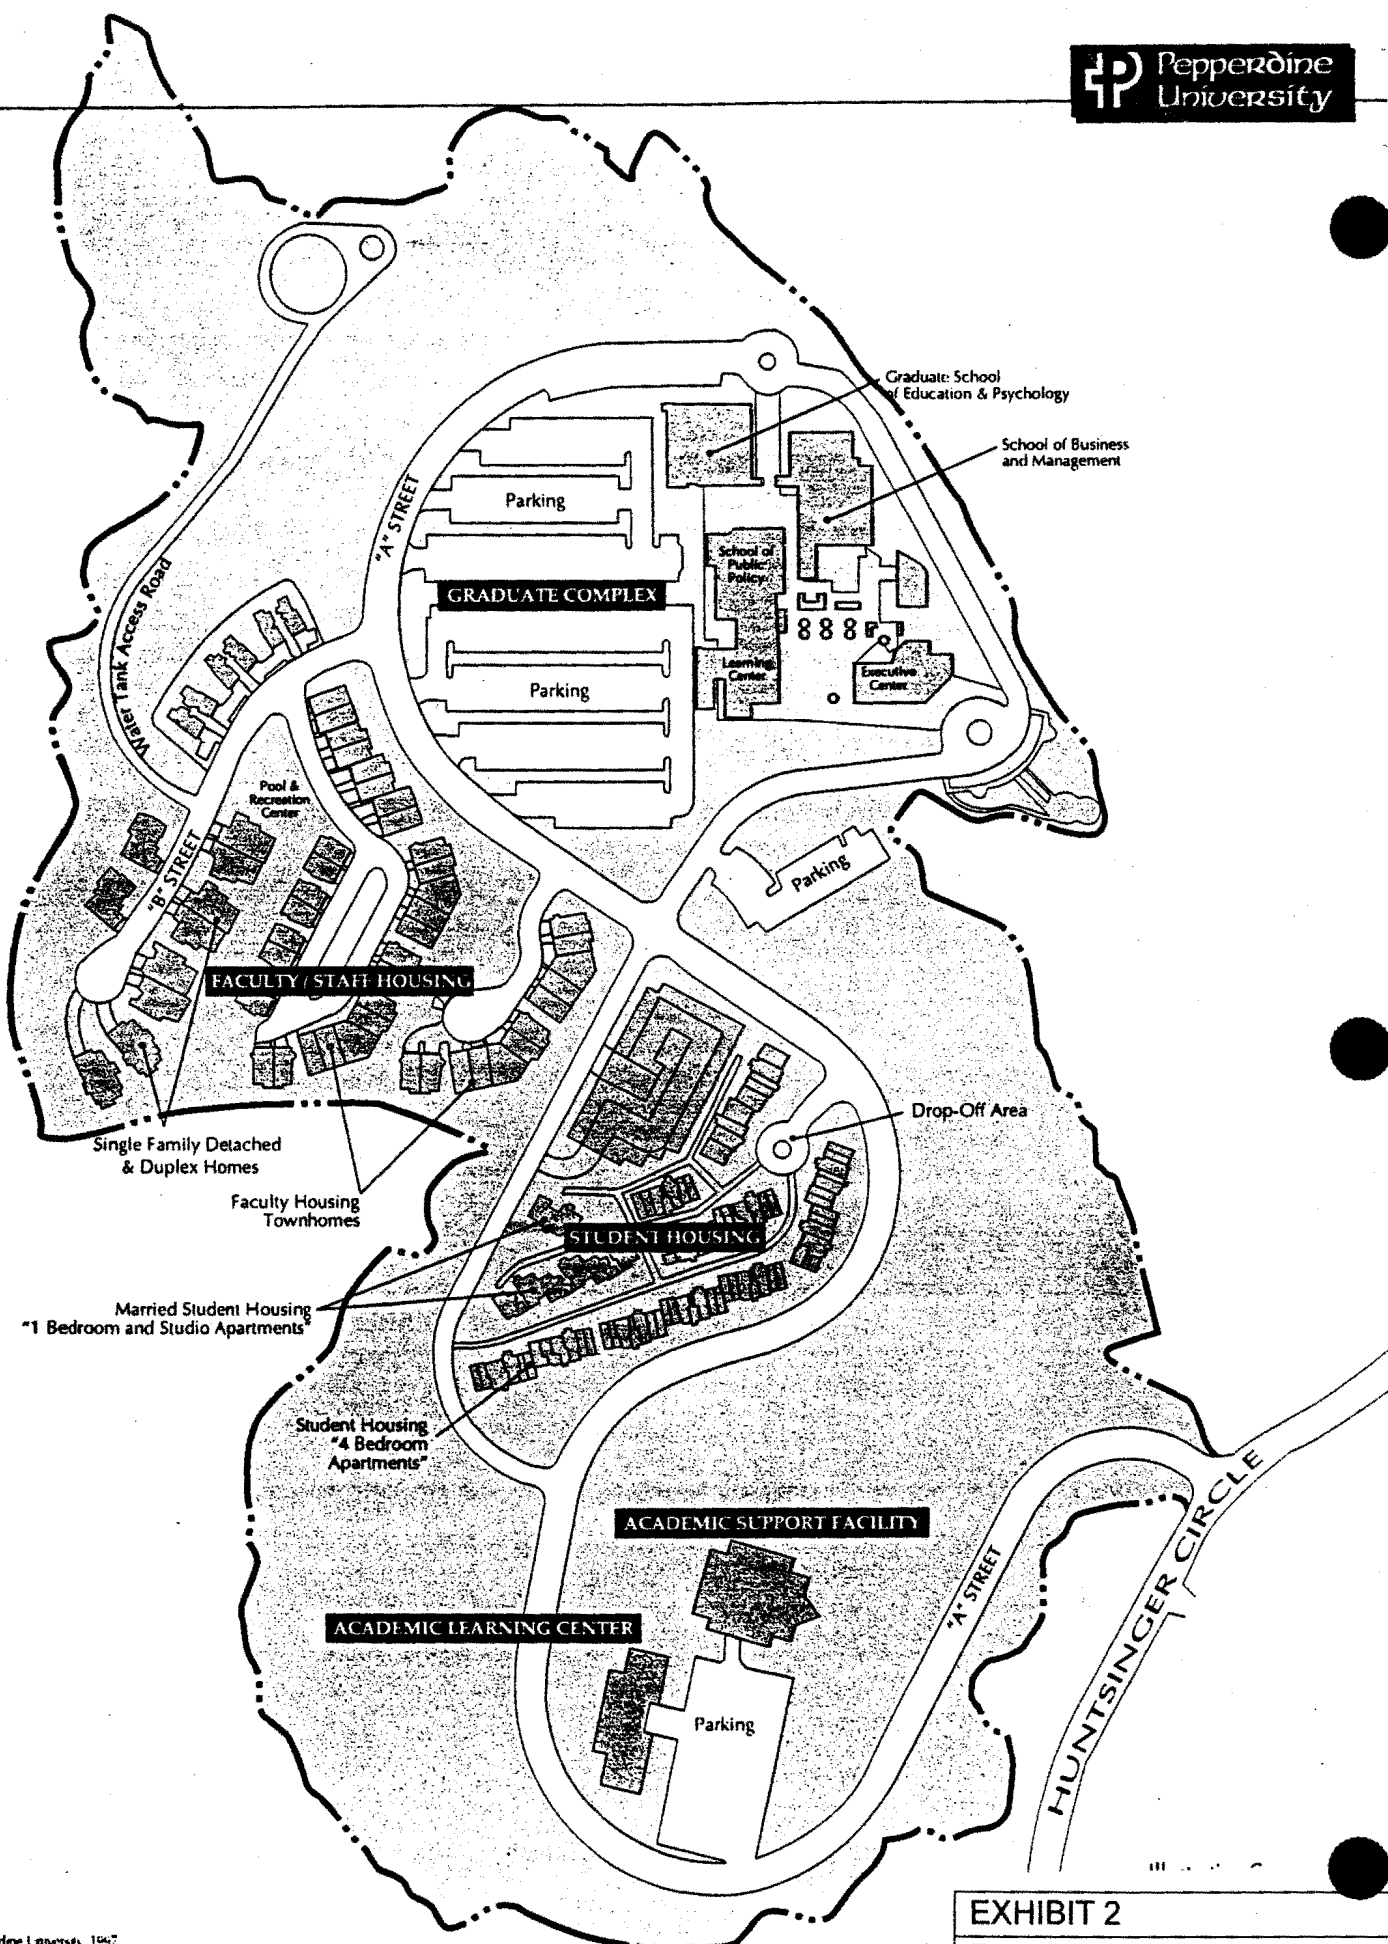 Pepperdine
University
Graduate School
of Education & Psychology
School of Business
and Management
Parking
"A" STREET
School of
Public
Policy
GRADUATE COMPLEX
Water Tank Access Road
Learning
Center
Executive
Center
Parking
Pool &
Recreation
Center
"B" STREET
Parking
FACULTY / STAFF HOUSING
Drop-Off Area
Single Family Detached
& Duplex Homes
Faculty Housing
Townhomes
STUDENT HOUSING
Married Student Housing
"1 Bedroom and Studio Apartments"
Student Housing
"4 Bedroom
Apartments"
HUNTSINGER CIRCLE
ACADEMIC SUPPORT FACILITY
"A" STREET
ACADEMIC LEARNING CENTER
Parking
EXHIBIT 2